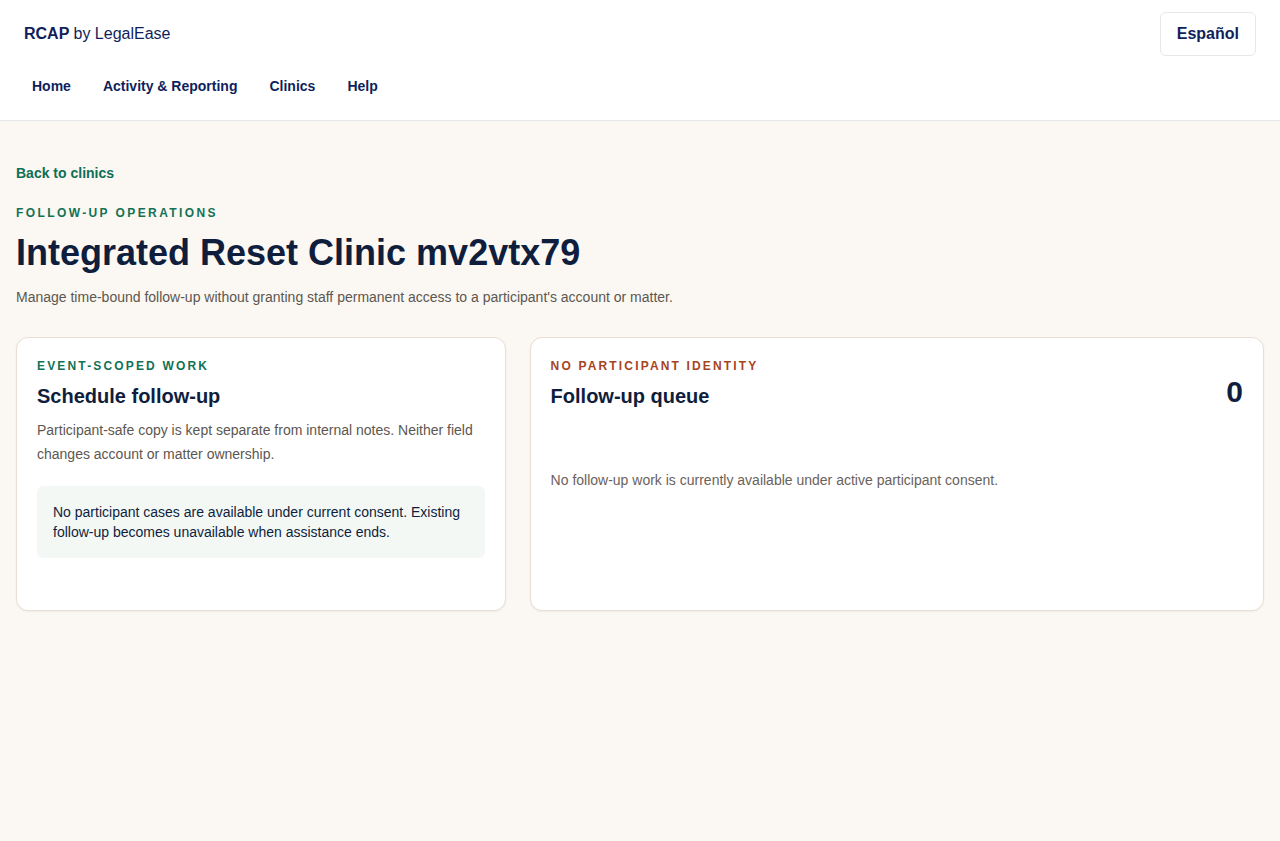 RCAP by LegalEase
Español
Home Activity & Reporting Clinics Help
Back to clinics
FOLLOW-UP OPERATIONS
Integrated Reset Clinic mv2vtx79
Manage time-bound follow-up without granting staff permanent access to a participant's account or matter.
EVENT-SCOPED WORK
Schedule follow-up
Participant-safe copy is kept separate from internal notes. Neither field
changes account or matter ownership.
No participant cases are available under current consent. Existing
follow-up becomes unavailable when assistance ends.
NO PARTICIPANT IDENTITY
Follow-up queue
0
No follow-up work is currently available under active participant consent.